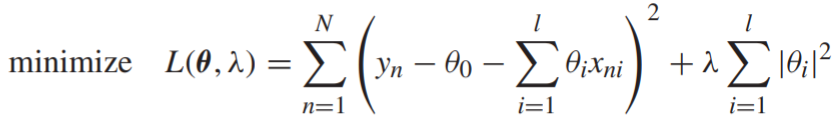 minimize L(θ, λ) = ∑_{n=1}^{N} (y_n − θ_0 − ∑_{i=1}^{l} θ_i x_{ni})^2 + λ ∑_{i=1}^{l} |θ_i|^2